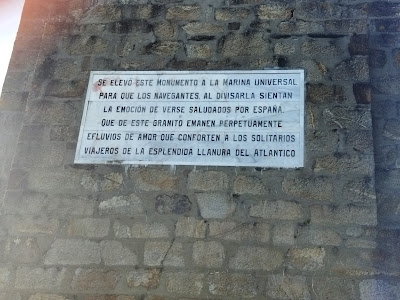 SE ELEVÓ ESTE MONUMENTO A LA MARINA UNIVERSAL
PARA QUE LOS NAVEGANTES, AL DIVISARLA SIENTAN
LA EMOCIÓN DE VERSE SALUDADOS POR ESPAÑA.
QUE DE ESTE GRANITO EMANEN PERPETUAMENTE
EFLUVIOS DE AMOR QUE CONFORTEN A LOS SOLITARIOS
VIAJEROS DE LA ESPLENDIDA LLANURA DEL ATLANTICO